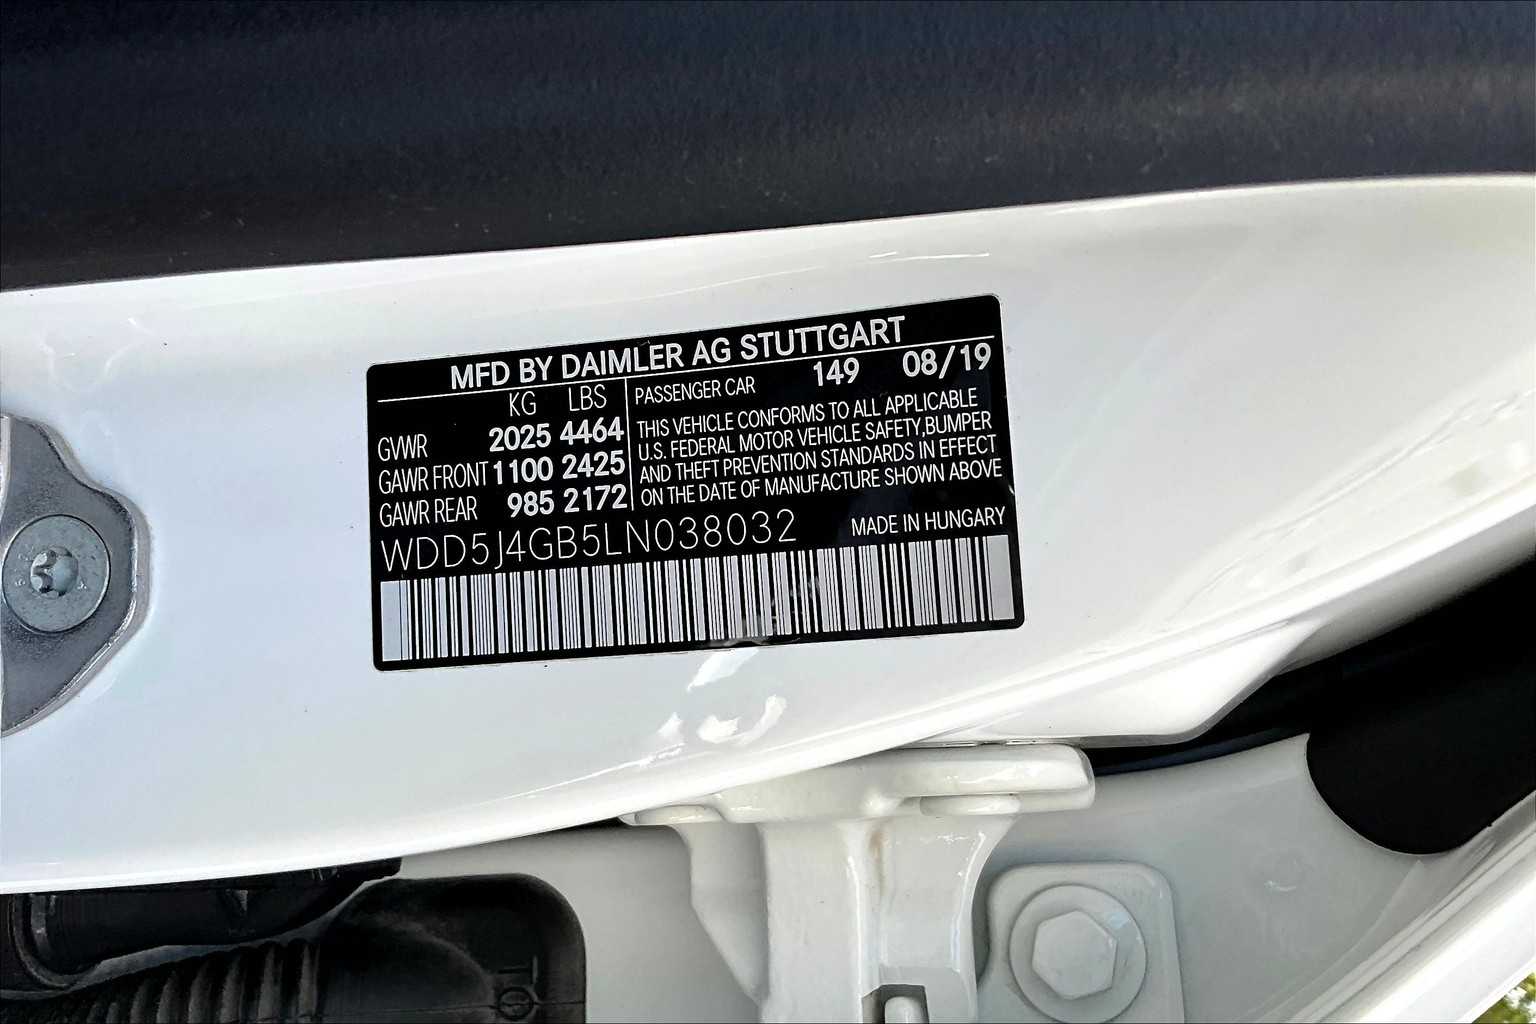 MFD BY DAIMLER AG STUTTGART
KG LBS
GVWR 2025 4464
GAWR FRONT 1100 2425
GAWR REAR 985 2172
PASSENGER CAR 149 08/19
THIS VEHICLE CONFORMS TO ALL APPLICABLE
U.S. FEDERAL MOTOR VEHICLE SAFETY,BUMPER
AND THEFT PREVENTION STANDARDS IN EFFECT
ON THE DATE OF MANUFACTURE SHOWN ABOVE
WDD5J4GB5LN038032
MADE IN HUNGARY